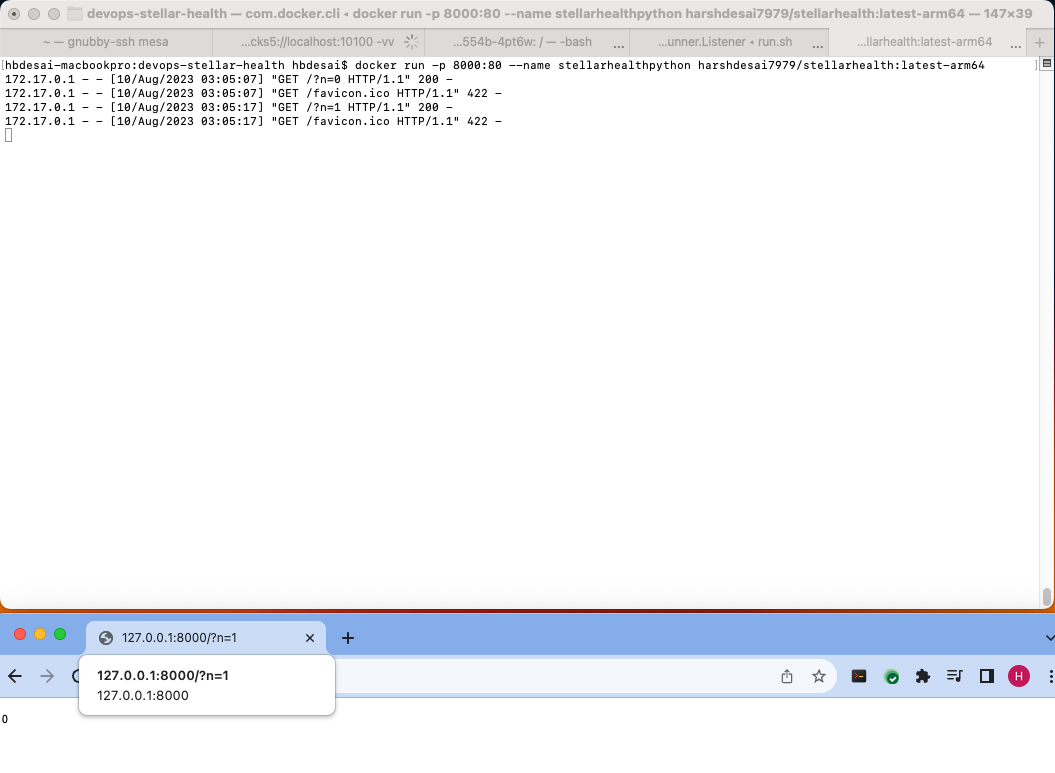 devops-stellar-health — com.docker.cli ◂ docker run -p 8000:80 --name stellarhealthpython harshdesai7979/stellarhealth:latest-arm64 — 147×39
~ — gnubby-ssh mesa
...cks5://localhost:10100 -vv
...554b-4pt6w: / — -bash ...
...unner.Listener ◂ run.sh ...
...llarhealth:latest-arm64 ...
[hbdesai-macbookpro:devops-stellar-health hbdesai$ docker run -p 8000:80 --name stellarhealthpython harshdesai7979/stellarhealth:latest-arm64 ]
172.17.0.1 - - [10/Aug/2023 03:05:07] "GET /?n=0 HTTP/1.1" 200 -
172.17.0.1 - - [10/Aug/2023 03:05:07] "GET /favicon.ico HTTP/1.1" 422 -
172.17.0.1 - - [10/Aug/2023 03:05:17] "GET /?n=1 HTTP/1.1" 200 -
172.17.0.1 - - [10/Aug/2023 03:05:17] "GET /favicon.ico HTTP/1.1" 422 -
127.0.0.1:8000/?n=1
127.0.0.1:8000/?n=1
127.0.0.1:8000
H
0